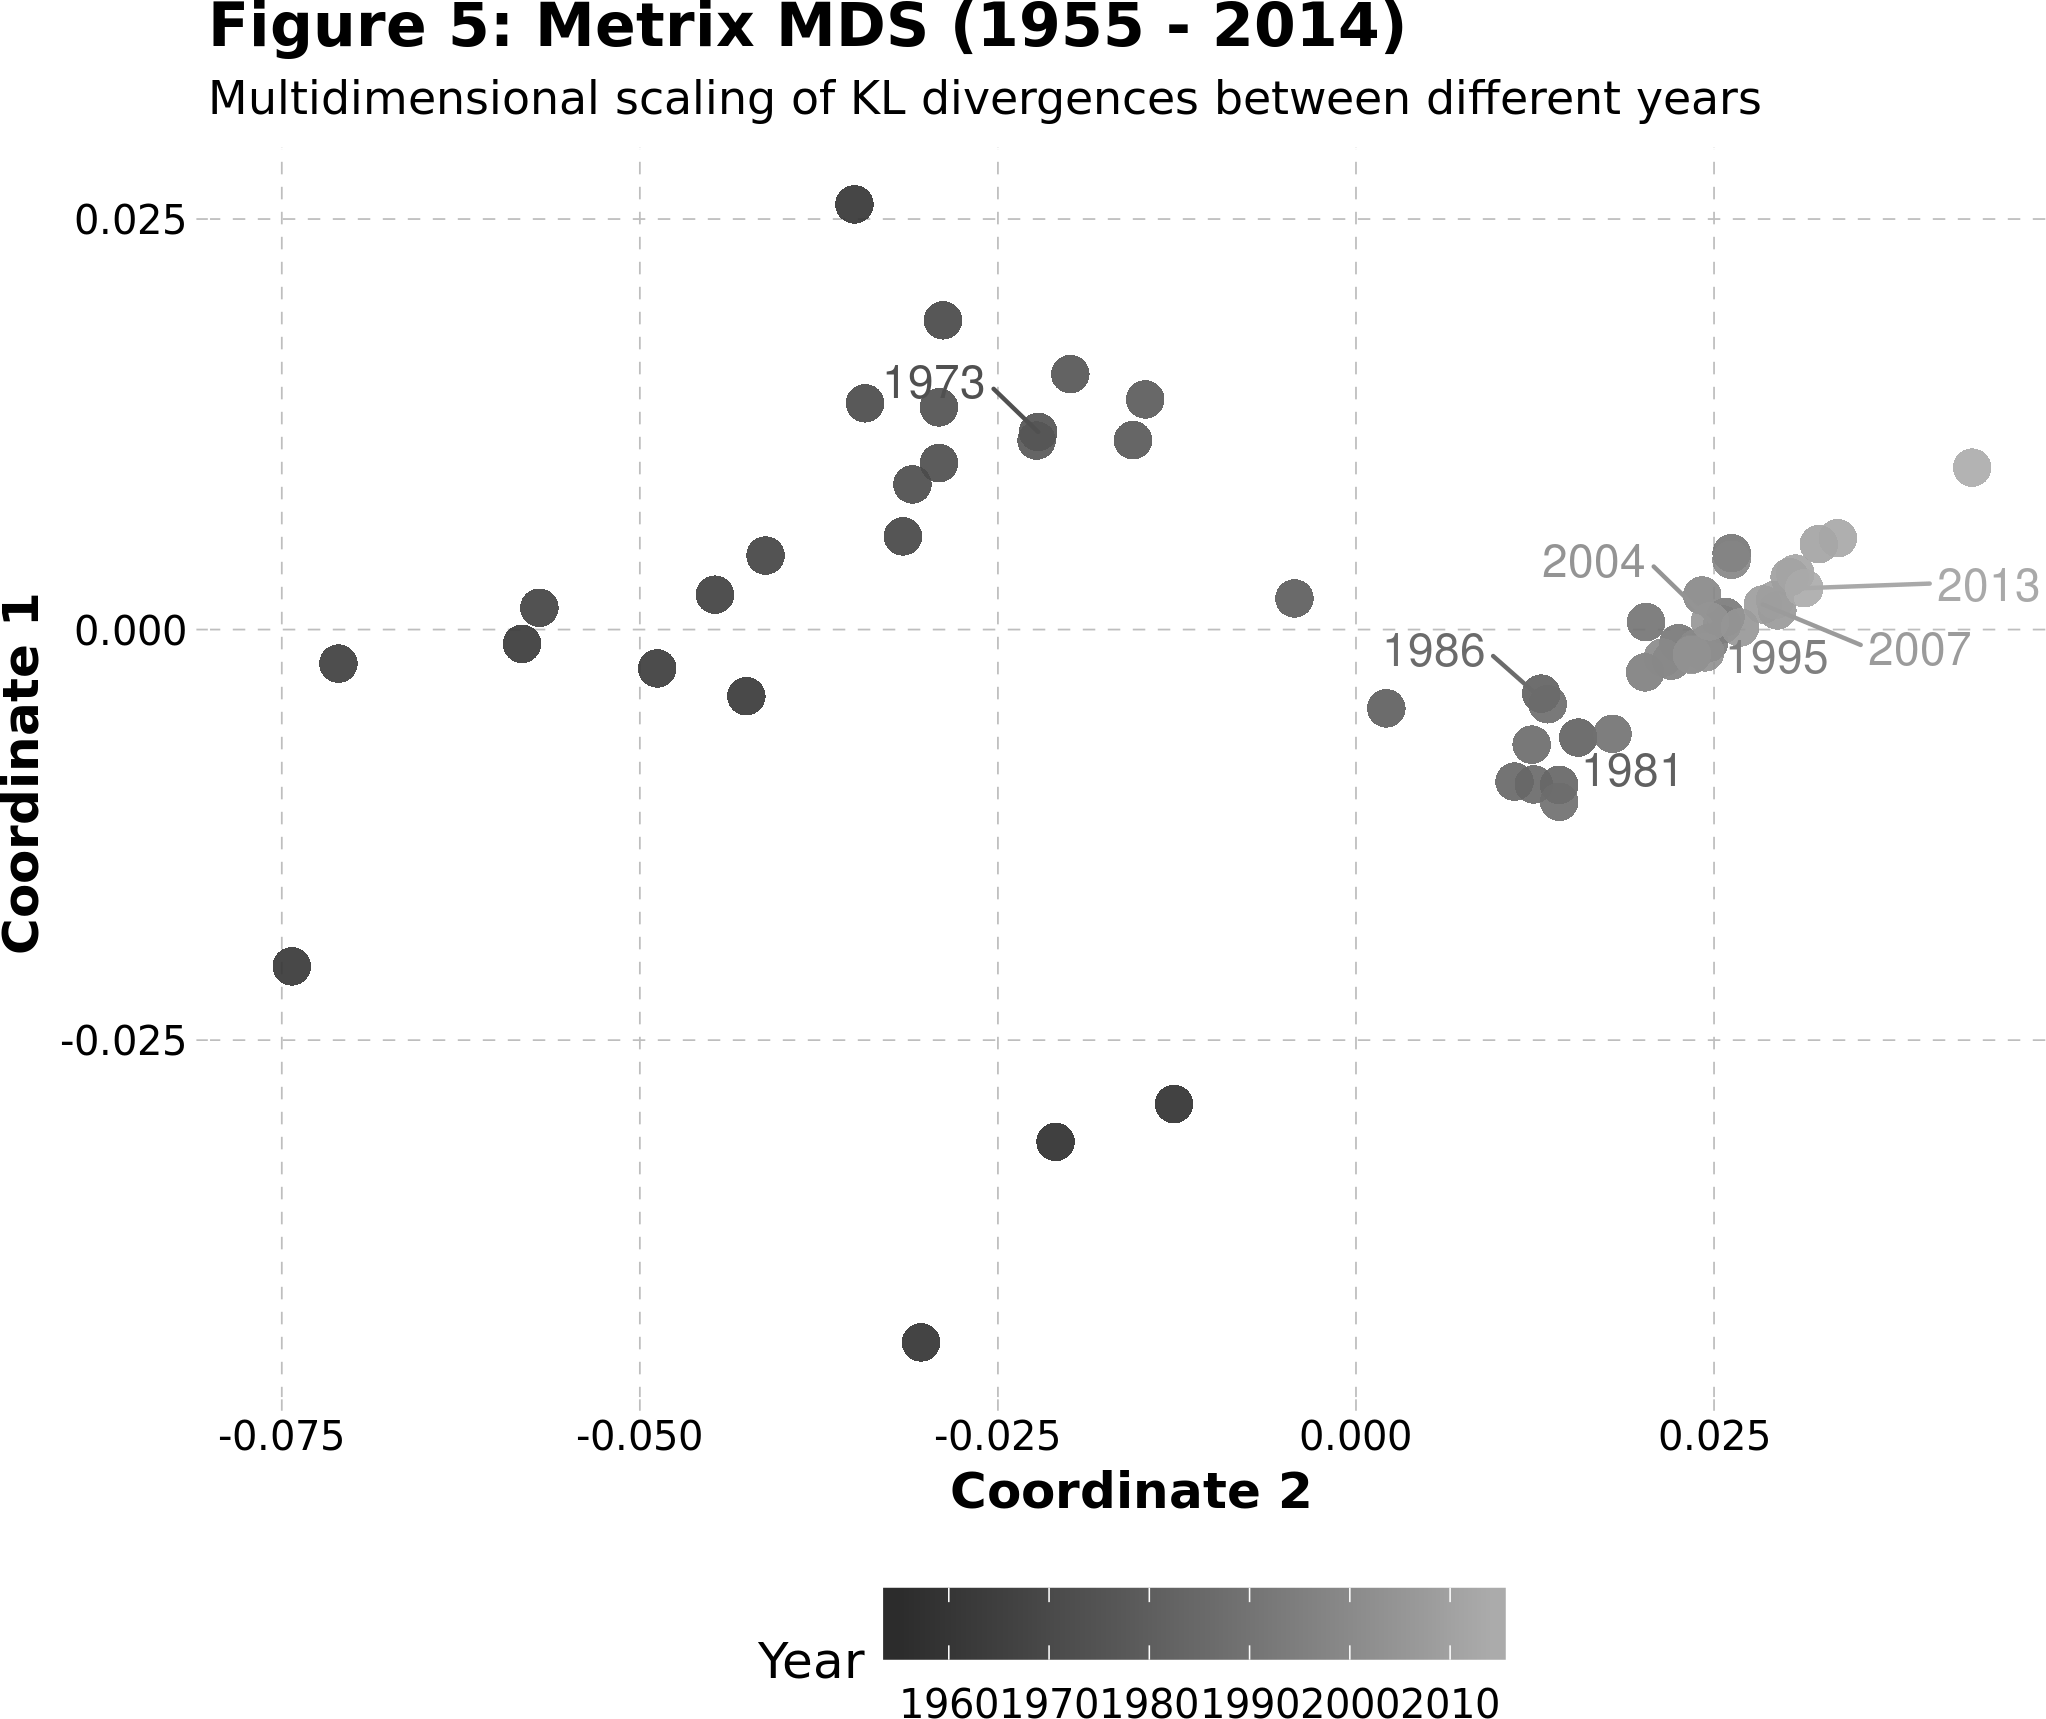 Figure 5: Metrix MDS (1955 - 2014)
Multidimensional scaling of KL divergences between different years
0.025
1973
2004
2013
0.000
1986
1995
2007
1981
-0.025
Coordinate 1
-0.075 -0.050 -0.025 0.000 0.025
Coordinate 2
Year
1960 1970 1980 1990 2000 2010